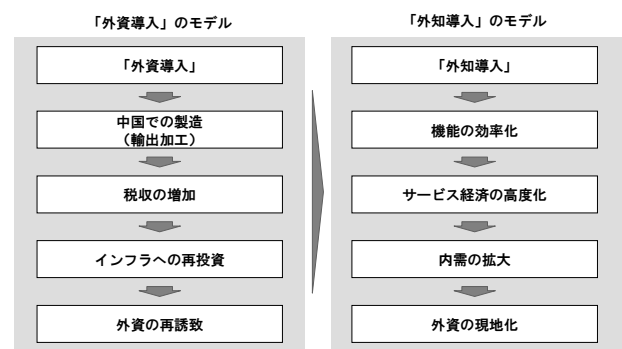 「外資導入」のモデル
「外資導入」
中国での製造
（輸出加工）
税収の増加
インフラへの再投資
外資の再誘致
「外知導入」のモデル
「外知導入」
機能の効率化
サービス経済の高度化
内需の拡大
外資の現地化